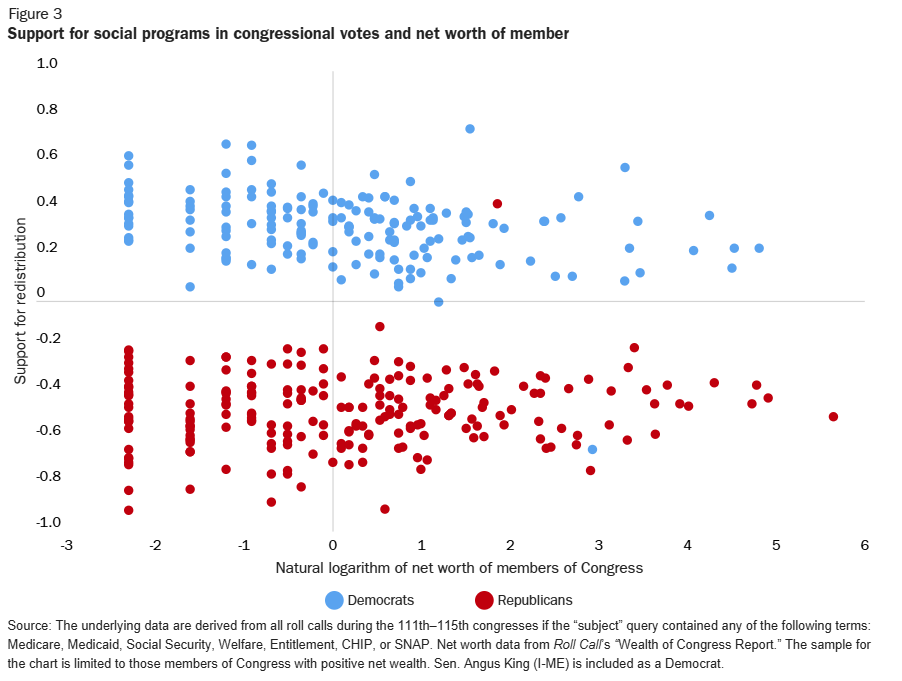 Figure 3
Support for social programs in congressional votes and net worth of member
1.0
0.8
0.6
0.4
0.2
0
-0.2
-0.4
-0.6
-0.8
-1.0
Support for redistribution
-3 -2 -1 0 1 2 3 4 5 6
Natural logarithm of net worth of members of Congress
Democrats Republicans
Source: The underlying data are derived from all roll calls during the 111th–115th congresses if the “subject” query contained any of the following terms:
Medicare, Medicaid, Social Security, Welfare, Entitlement, CHIP, or SNAP. Net worth data from Roll Call’s “Wealth of Congress Report.” The sample for
the chart is limited to those members of Congress with positive net wealth. Sen. Angus King (I-ME) is included as a Democrat.